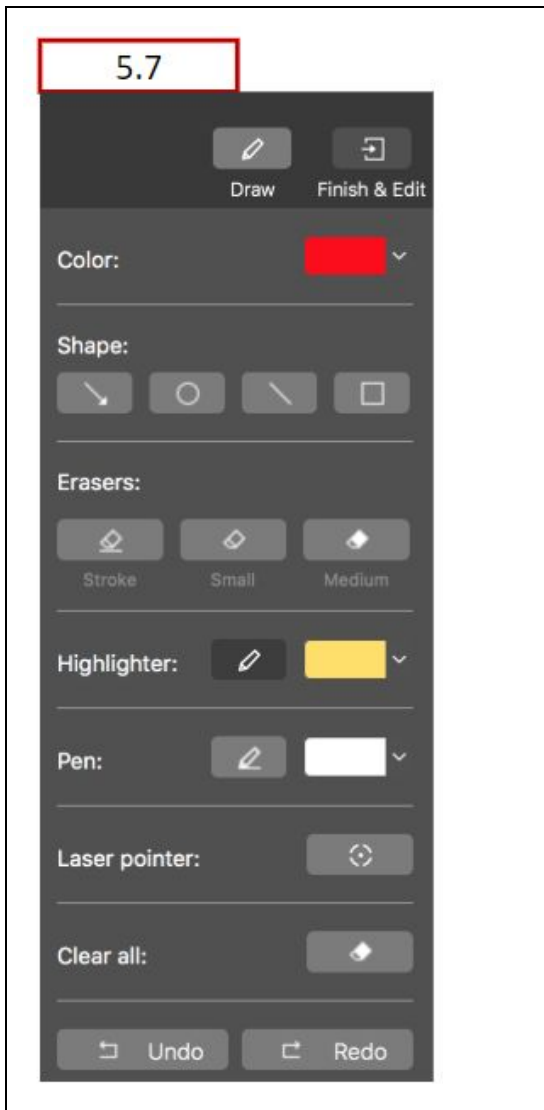 5.7
Draw Finish & Edit
Color:
Shape:
Erasers:
Stroke Small Medium
Highlighter:
Pen:
Laser pointer:
Clear all:
Undo Redo